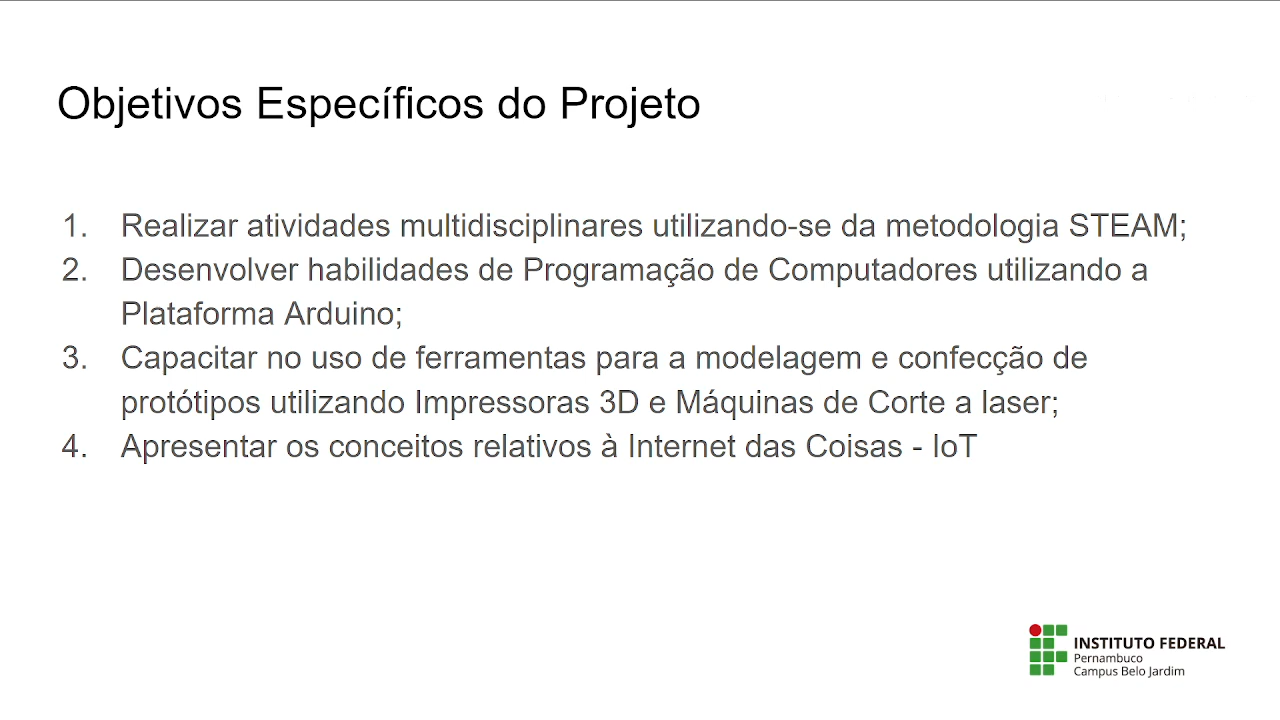 Objetivos Específicos do Projeto
1. Realizar atividades multidisciplinares utilizando-se da metodologia STEAM;
2. Desenvolver habilidades de Programação de Computadores utilizando a
Plataforma Arduino;
3. Capacitar no uso de ferramentas para a modelagem e confecção de
protótipos utilizando Impressoras 3D e Máquinas de Corte a laser;
4. Apresentar os conceitos relativos à Internet das Coisas - IoT
INSTITUTO FEDERAL
Pernambuco
Campus Belo Jardim